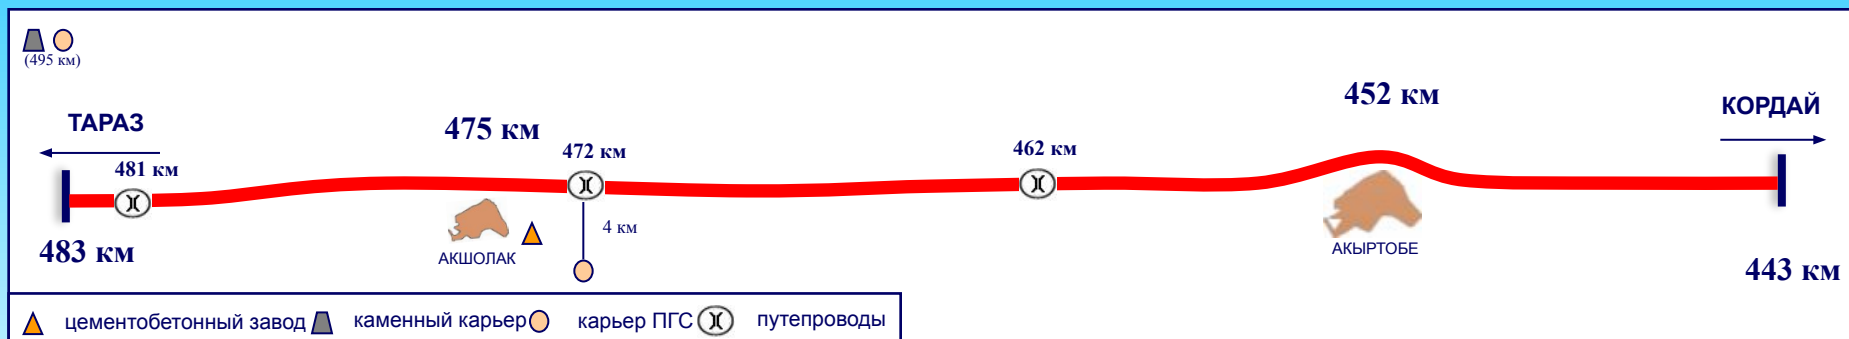 (495 км)
ТАРАЗ
481 км
475 км
472 км
462 км
452 км
КОРДАЙ
4 км
483 км
АКШОЛАК
АКЫРТОБЕ
443 км
цементобетонный завод каменный карьер карьер ПГС путепроводы